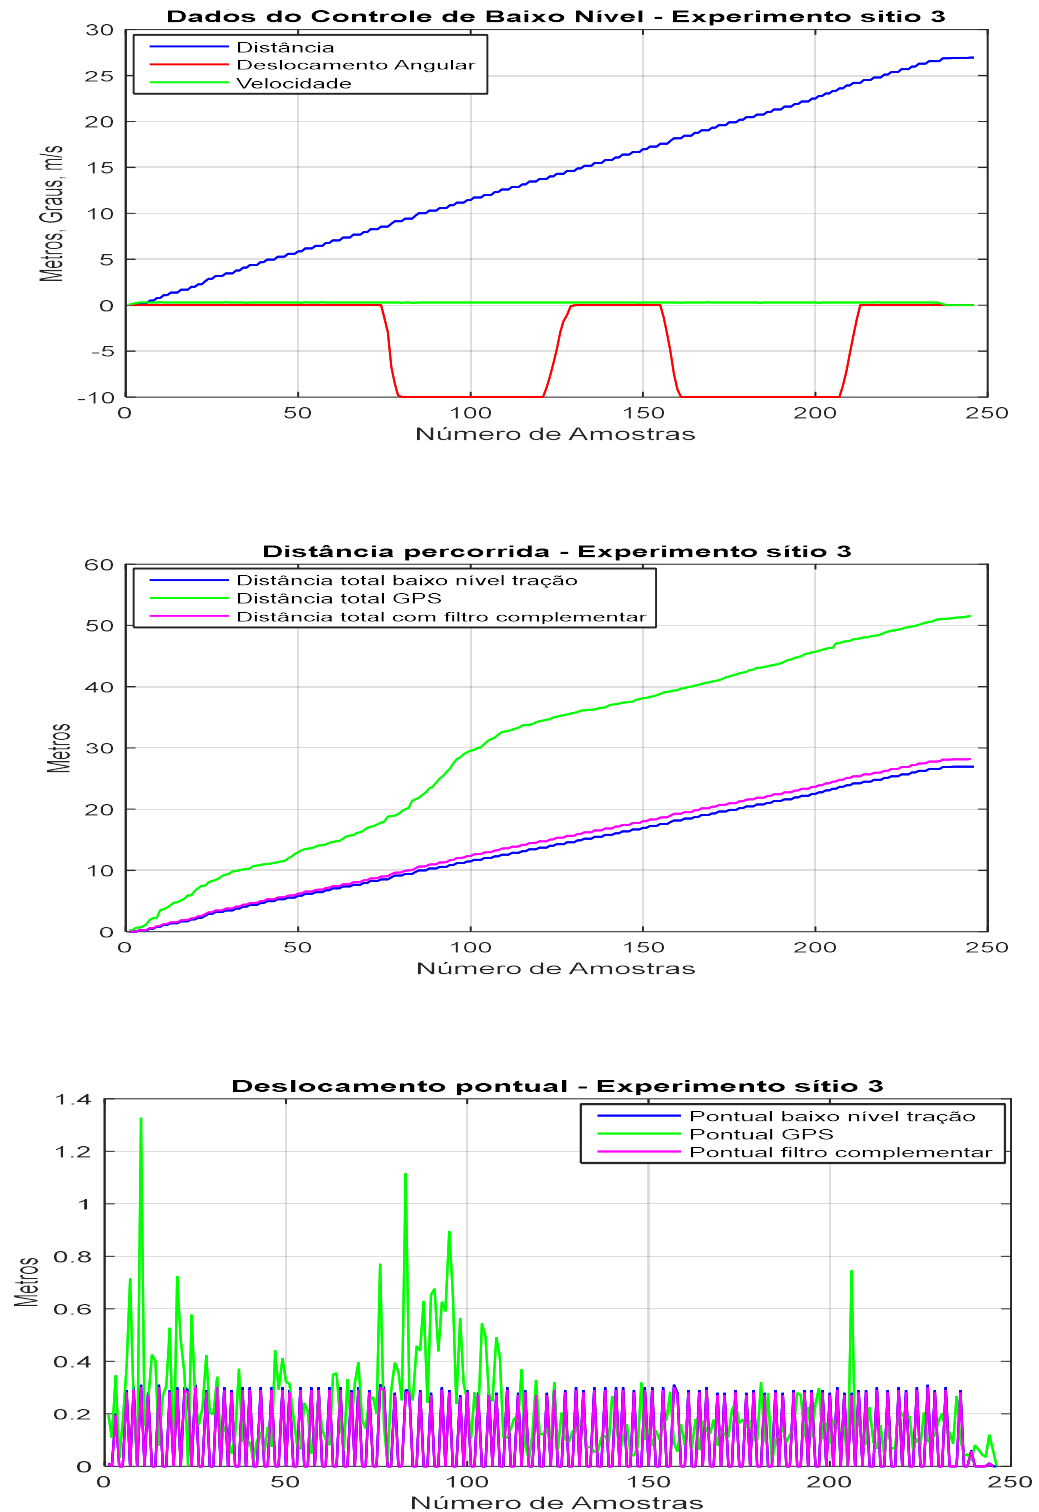 Dados do Controle de Baixo Nível - Experimento sítio 3
Distância
Deslocamento Angular
Velocidade
Metros, Graus, m/s
30
25
20
15
10
5
0
-5
-10
0 50 100 150 200 250
Número de Amostras
Distância percorrida - Experimento sítio 3
Distância total baixo nível tração
Distância total GPS
Distância total com filtro complementar
Metros
60
50
40
30
20
10
0
0 50 100 150 200 250
Número de Amostras
Deslocamento pontual - Experimento sítio 3
Pontual baixo nível tração
Pontual GPS
Pontual filtro complementar
Metros
1.4
1.2
1
0.8
0.6
0.4
0.2
0
0 50 100 150 200 250
Número de Amostras